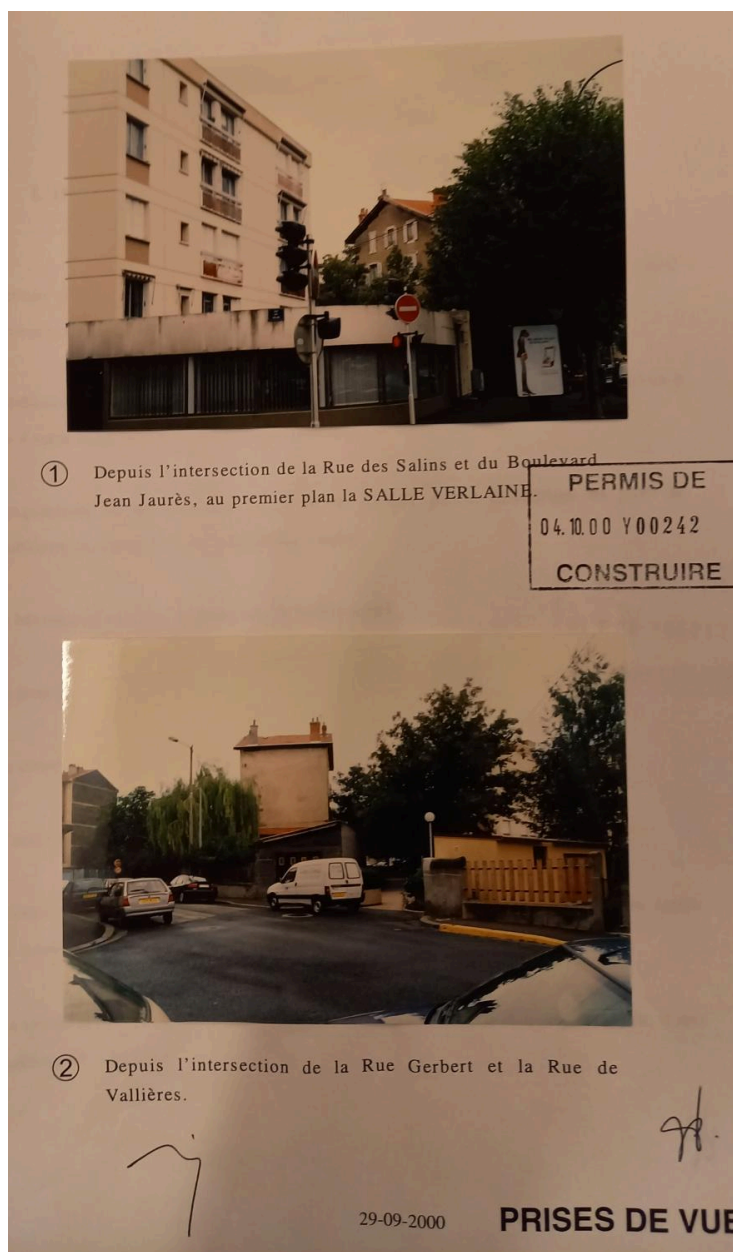 ① Depuis l'intersection de la Rue des Salins et du Boulevard
Jean Jaurès, au premier plan la SALLE VERLAINE.
PERMIS DE
04.10.00 Y00242
CONSTRUIRE
② Depuis l'intersection de la Rue Gerbert et la Rue de
Vallières.
29-09-2000
PRISES DE VUE